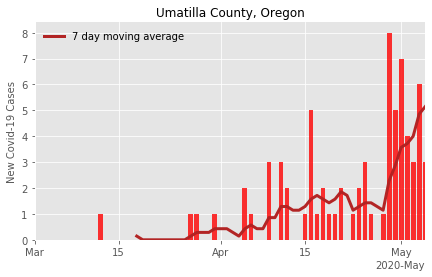 Umatilla County, Oregon
7 day moving average
New Covid-19 Cases
8
7
6
5
4
3
2
1
0
Mar 15 Apr 15 May
2020-May